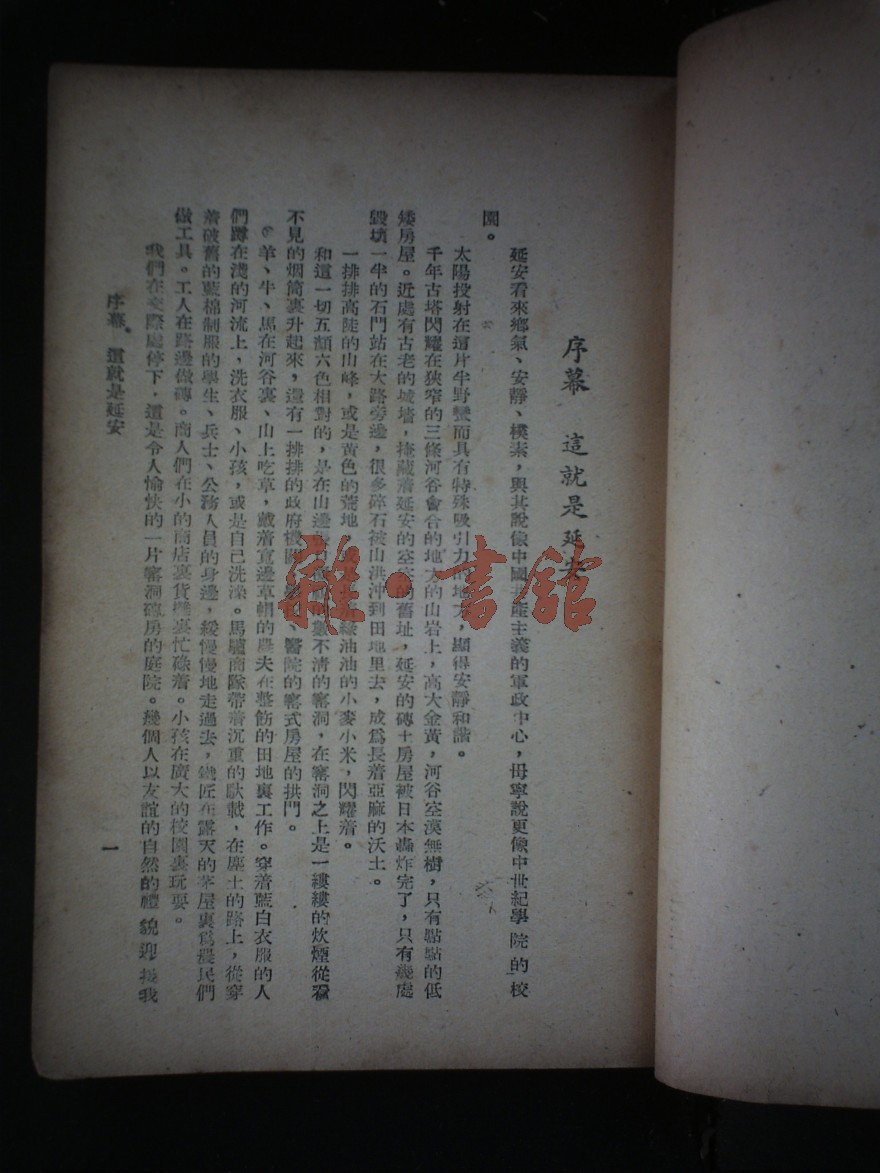 序幕　這就是延安
延安看來鄉氣、安靜、樸素，與其說像中國共產主義的軍政中心，毋寧說更像中世紀學院的校
園。
太陽投射在這片半野蠻而具有特殊吸引力的地方，顯得安靜和諧。
千年古塔閃耀在狹窄的三條河谷會合的地方的山岩上，高大金黃，河谷空漠無樹，只有點點的低
矮房屋。近處有古老的城墻，掩藏着延安的空的舊址，延安的磚土房屋被日本轟炸完了，只有幾處
毀壞一半的石門站在大路旁邊，很多碎石被山洪沖到田地里去，成爲長着亞麻的沃土。
一排排高陡的山峰，或是黃色的荒地，綠油油的小麥小米，閃耀着。
和這一切五顏六色相對的，是在山邊數不清的窰洞，在窰洞之上是一縷縷的炊煙從看
不見的烟筒裏升起來，還有一排排的政府機關、醫院的窰式房屋的拱門。
羊、牛、馬在河谷裏、山上吃草，戴着寬邊草帽的農夫在整飭的田地裏工作。穿着藍白衣服的人
們蹲在淺的河流上，洗衣服、小孩，或是自己洗澡。馬驢商隊帶着沉重的馱載，在塵土的路上，從穿
着破舊的藍棉制服的學生、兵士、公務人員的身邊，緩慢慢地走過去，鐵匠在露天的茅屋裏爲農民們
做工具。工人在路邊做磚。商人們在小的商店裏貨攤裏忙碌着。小孩在廣大的校園裏玩耍。
我們在交際處停下，這是令人愉快的一片窰洞磚房的庭院。幾個人以友誼的自然的禮貌迎接我
序幕　這就是延安
一
雜·書館